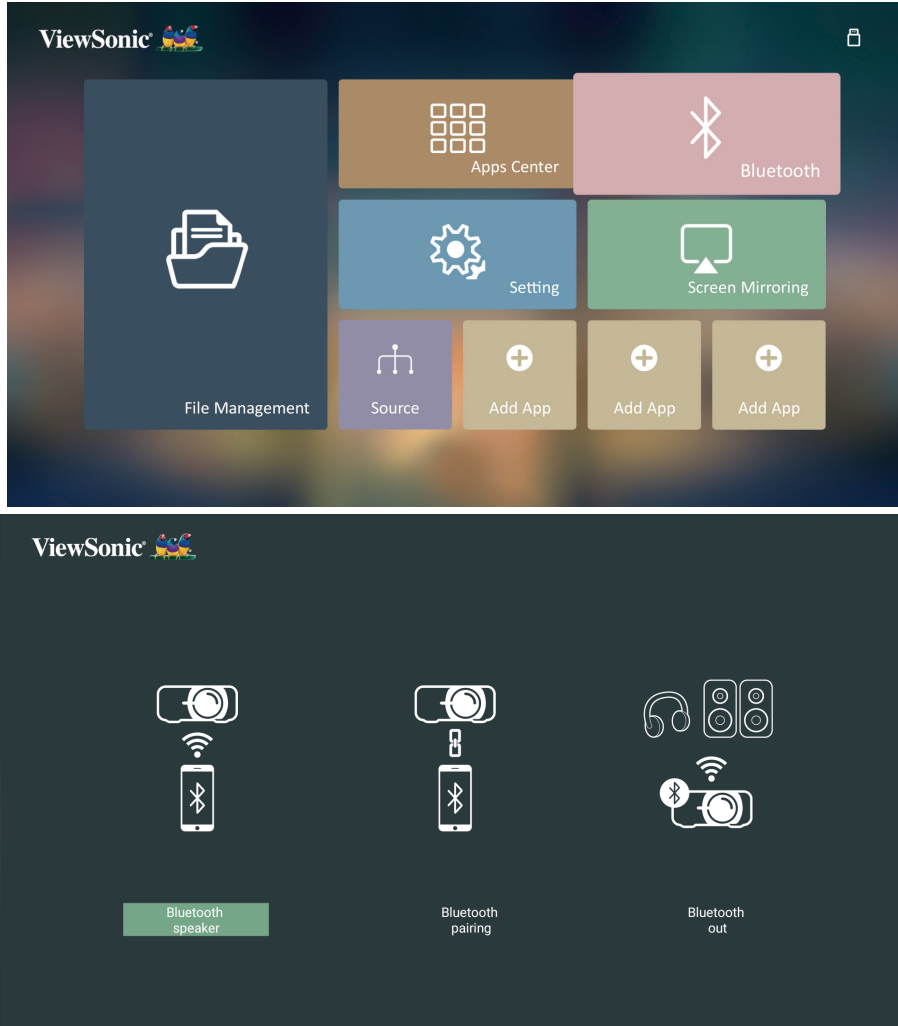 ViewSonic®
Apps Center
Bluetooth
Setting
Screen Mirroring
File Management
Source
Add App
Add App
Add App
ViewSonic®
Bluetooth
speaker
Bluetooth
pairing
Bluetooth
out